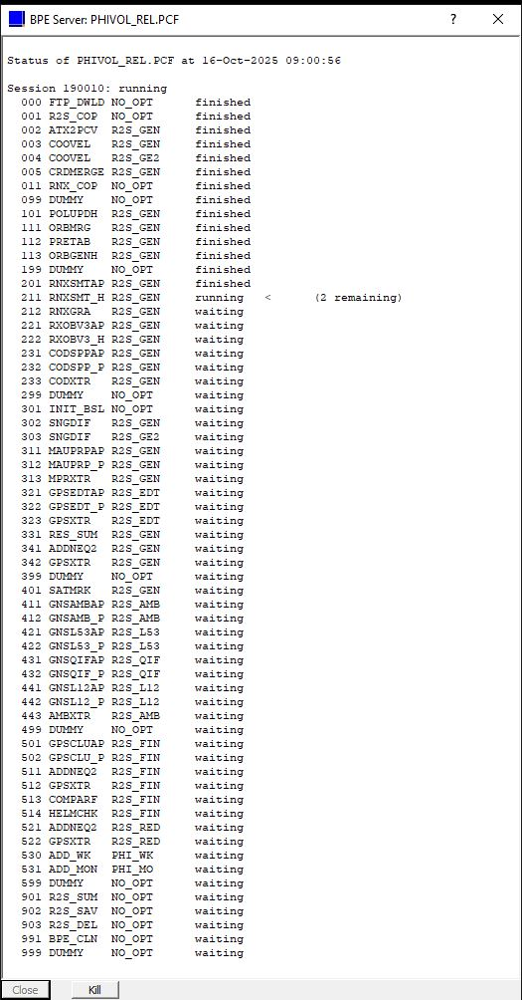 BPE Server: PHIVOL_REL.PCF
Status of PHIVOL_REL.PCF at 16-Oct-2025 09:00:56
Session 190010: running
000 FTP_DWLD NO_OPT finished
001 R2S_COP NO_OPT finished
002 ATX2PCV R2S_GEN finished
003 COOVEL R2S_GEN finished
004 COOVEL R2S_GE2 finished
005 CRDMERGE R2S_GEN finished
011 RNX_COP NO_OPT finished
099 DUMMY NO_OPT finished
101 POLUPDH R2S_GEN finished
111 ORBMRG R2S_GEN finished
112 PRETAB R2S_GEN finished
113 ORBGENH R2S_GEN finished
199 DUMMY NO_OPT finished
201 RNXSMTAP R2S_GEN finished
211 RNXSMT_H R2S_GEN running < (2 remaining)
212 RNXGRA R2S_GEN waiting
221 RXOBV3AP R2S_GEN waiting
222 RXOBV3_H R2S_GEN waiting
231 CODSPPAP R2S_GEN waiting
232 CODSPP_P R2S_GEN waiting
233 CODXTR R2S_GEN waiting
299 DUMMY NO_OPT waiting
301 INIT_BSL NO_OPT waiting
302 SNGDIF R2S_GEN waiting
303 SNGDIF R2S_GE2 waiting
311 MAUPRPAP R2S_GEN waiting
312 MAUPRP_P R2S_GEN waiting
313 MPRXTR R2S_GEN waiting
321 GPSEDTAP R2S_EDT waiting
322 GPSEDT_P R2S_EDT waiting
323 GPSXTR R2S_EDT waiting
331 RES_SUM R2S_GEN waiting
341 ADDNEQ2 R2S_GEN waiting
342 GPSXTR R2S_GEN waiting
399 DUMMY NO_OPT waiting
401 SATMRK R2S_GEN waiting
411 GNSAMBAP R2S_AMB waiting
412 GNSAMB_P R2S_AMB waiting
421 GNSL53AP R2S_L53 waiting
422 GNSL53_P R2S_L53 waiting
431 GNSQIFAP R2S_QIF waiting
432 GNSQIF_P R2S_QIF waiting
441 GNSL12AP R2S_L12 waiting
442 GNSL12_P R2S_L12 waiting
443 AMBXTR R2S_AMB waiting
499 DUMMY NO_OPT waiting
501 GPSCLUAP R2S_FIN waiting
502 GPSCLU_P R2S_FIN waiting
511 ADDNEQ2 R2S_FIN waiting
512 GPSXTR R2S_FIN waiting
513 COMPARF R2S_FIN waiting
514 HELMCHK R2S_FIN waiting
521 ADDNEQ2 R2S_RED waiting
522 GPSXTR R2S_RED waiting
530 ADD_WK PHI_WK waiting
531 ADD_MON PHI_MO waiting
599 DUMMY NO_OPT waiting
901 R2S_SUM NO_OPT waiting
902 R2S_SAV NO_OPT waiting
903 R2S_DEL NO_OPT waiting
991 BPE_CLN NO_OPT waiting
999 DUMMY NO_OPT waiting
Close Kill